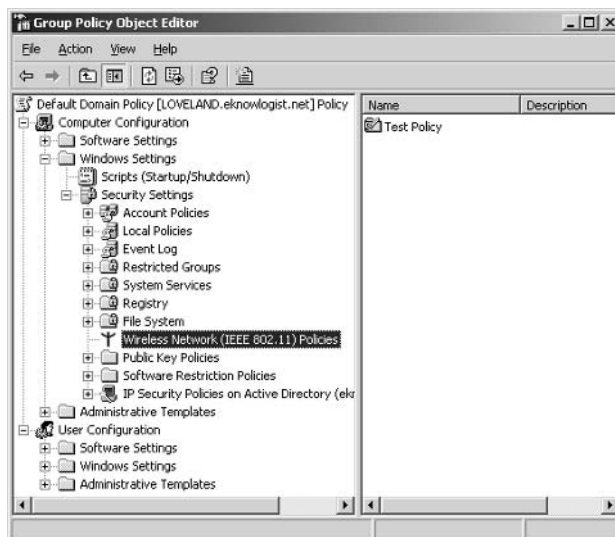 Group Policy Object Editor
File Action View Help
Default Domain Policy [LOVELAND.eknowlogist.net] Policy
Computer Configuration
Software Settings
Windows Settings
Scripts (Startup/Shutdown)
Security Settings
Account Policies
Local Policies
Event Log
Restricted Groups
System Services
Registry
File System
Wireless Network (IEEE 802.11) Policies
Public Key Policies
Software Restriction Policies
IP Security Policies on Active Directory (ekr
Administrative Templates
User Configuration
Software Settings
Windows Settings
Administrative Templates
Name Description
Test Policy